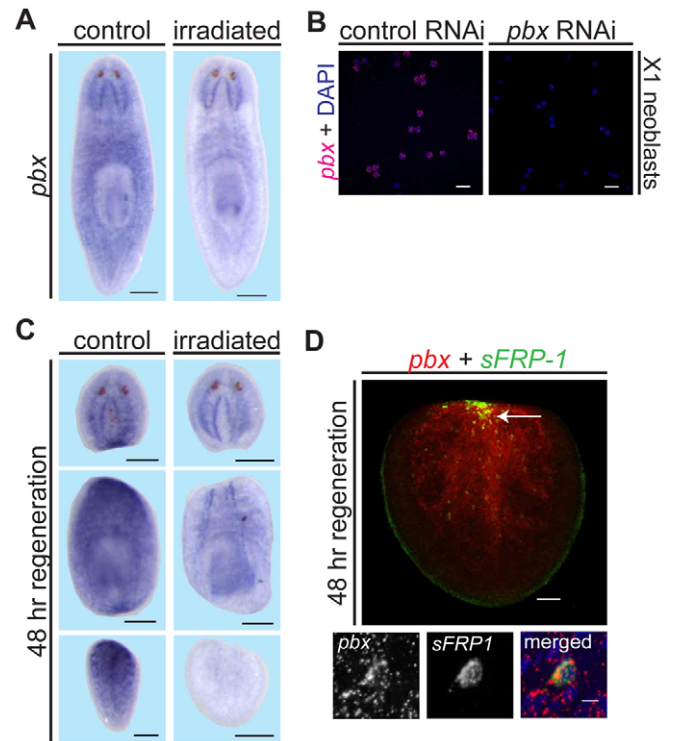 A
control irradiated
pbx
B
control RNAi pbx RNAi
pbx + DAPI
X1 neoblasts
C
control irradiated
48 hr regeneration
D
pbx + sFRP-1
48 hr regeneration
pbx sFRP1 merged